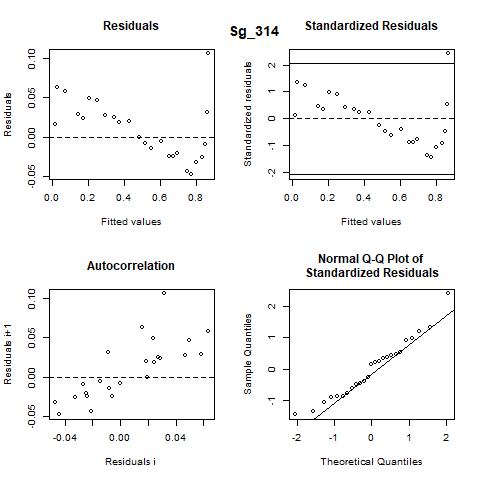 Sg_314
Residuals
Residuals
-0.05 0.00 0.05 0.10
0.0 0.2 0.4 0.6 0.8
Fitted values
Standardized Residuals
Standardized residuals
-2 -1 0 1 2
0.0 0.2 0.4 0.6 0.8
Fitted values
Autocorrelation
Residuals i+1
-0.05 0.00 0.05 0.10
-0.04 0.00 0.04
Residuals i
Normal Q-Q Plot of
Standardized Residuals
Sample Quantiles
-1 0 1 2
-2 -1 0 1 2
Theoretical Quantiles